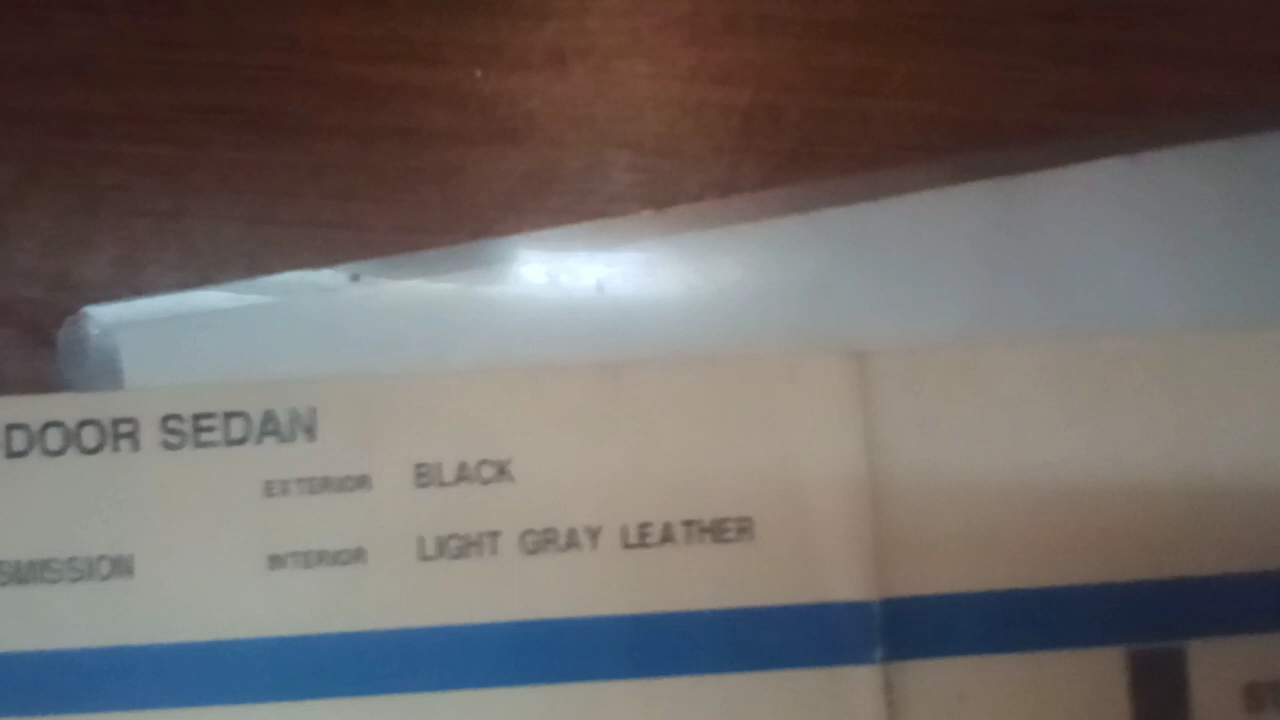 DOOR SEDAN
EXTERIOR BLACK
SMISSION INTERIOR LIGHT GRAY LEATHER